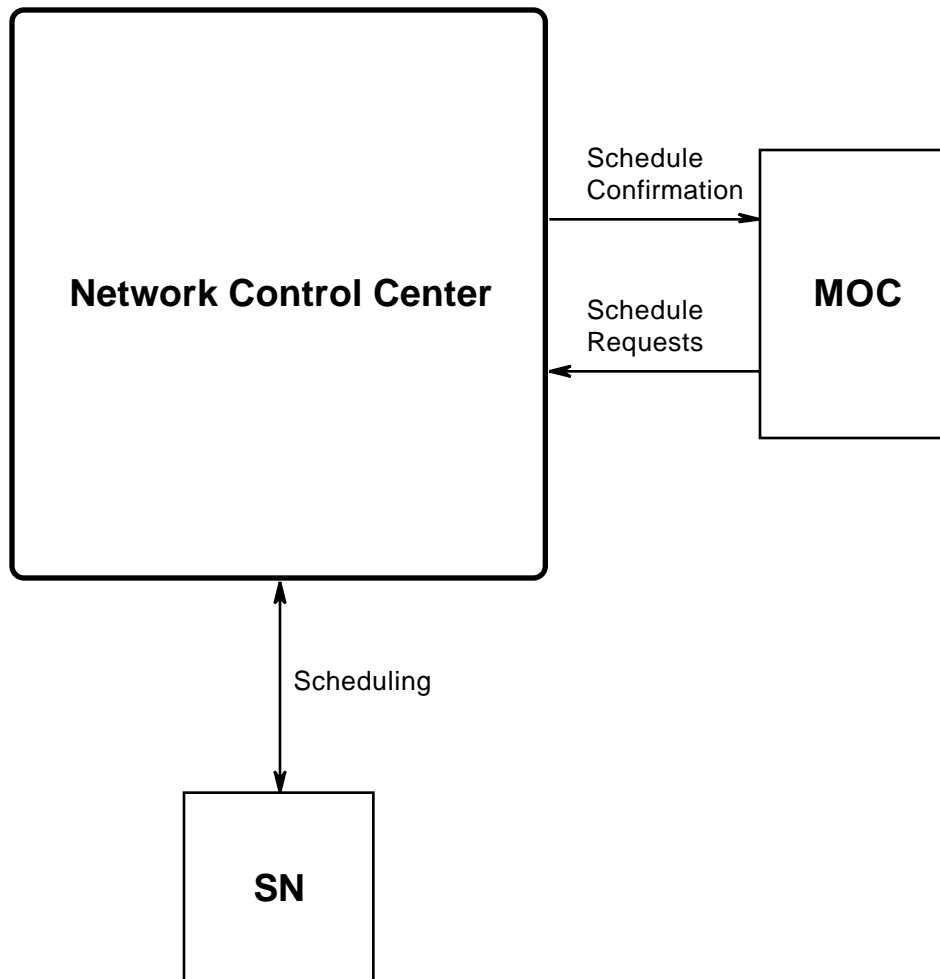 Schedule
Confirmation
Network Control Center
MOC
Schedule
Requests
Scheduling
SN